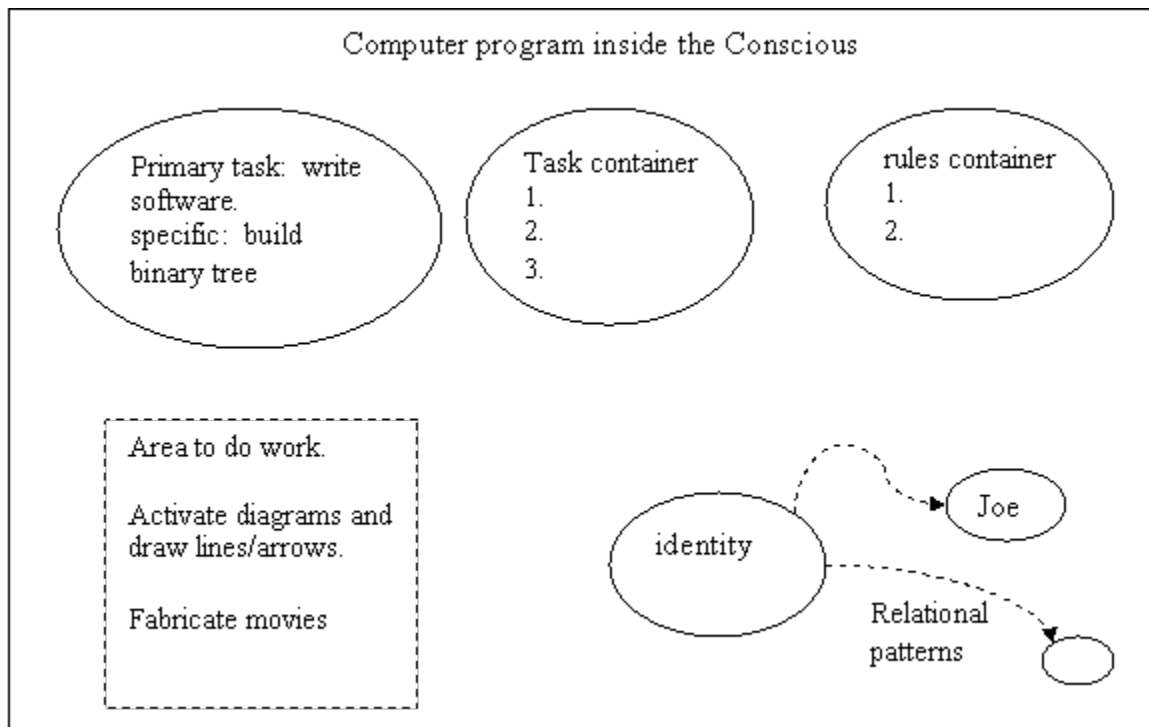 Computer program inside the Conscious
Primary task: write
software.
specific: build
binary tree
Task container
1.
2.
3.
rules container
1.
2.
Area to do work.
Activate diagrams and
draw lines/arrows.
Fabricate movies
identity
Joe
Relational
patterns